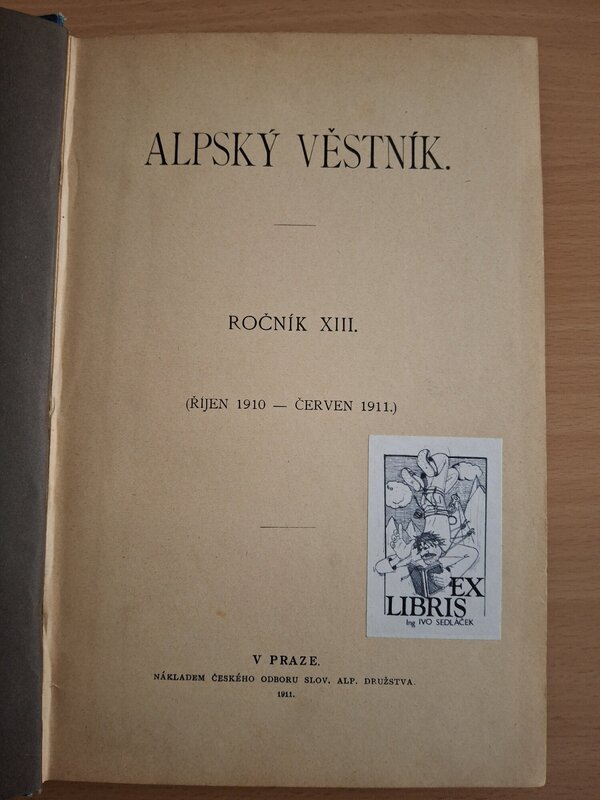 ALPSKÝ VĚSTNÍK.
ROČNÍK XIII.
(ŘÍJEN 1910 — ČERVEN 1911.)
EX
LIBRIS
Ing IVO SEDLÁČEK
V PRAZE.
NÁKLADEM ČESKÉHO ODBORU SLOV. ALP. DRUŽSTVA.
1911.